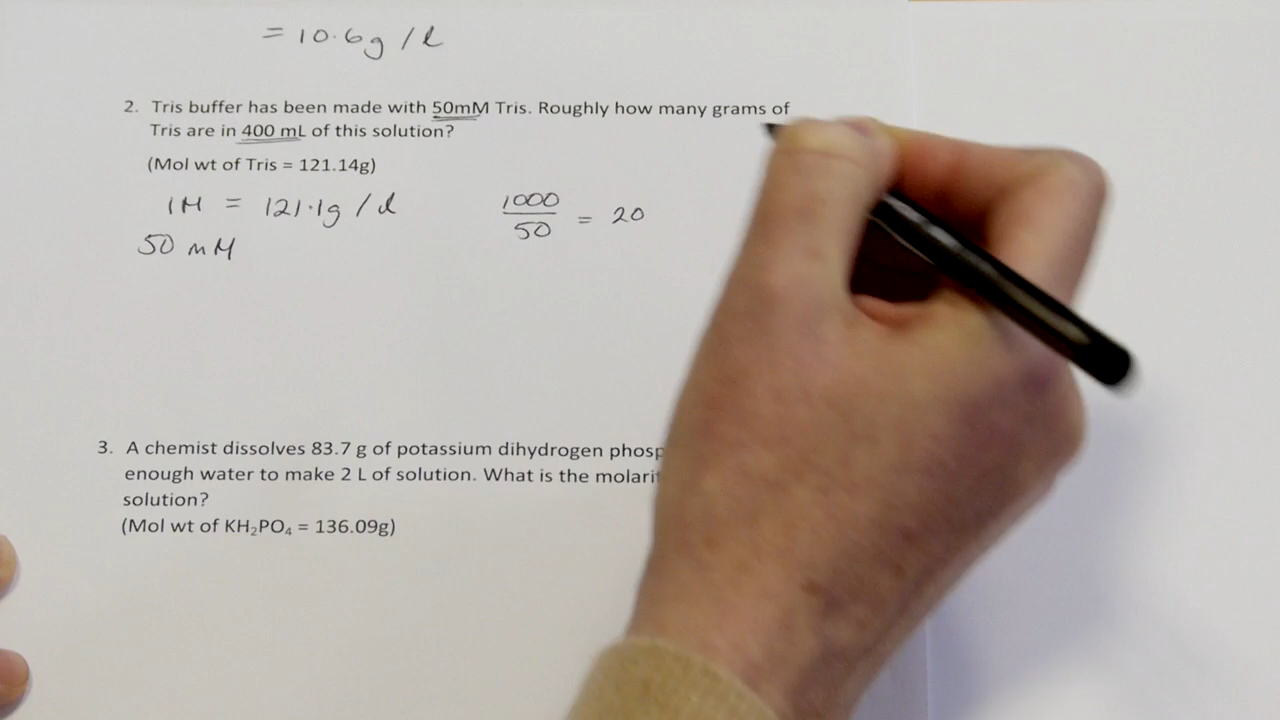 = 10.6g / l
2. Tris buffer has been made with 50mM Tris. Roughly how many grams of
Tris are in 400 mL of this solution?
(Mol wt of Tris = 121.14g)
1M = 121.1g / l
1000
50
= 20
50 mM
3. A chemist dissolves 83.7 g of potassium dihydrogen phosp
enough water to make 2 L of solution. What is the molari
solution?
(Mol wt of KH₂PO₄ = 136.09g)